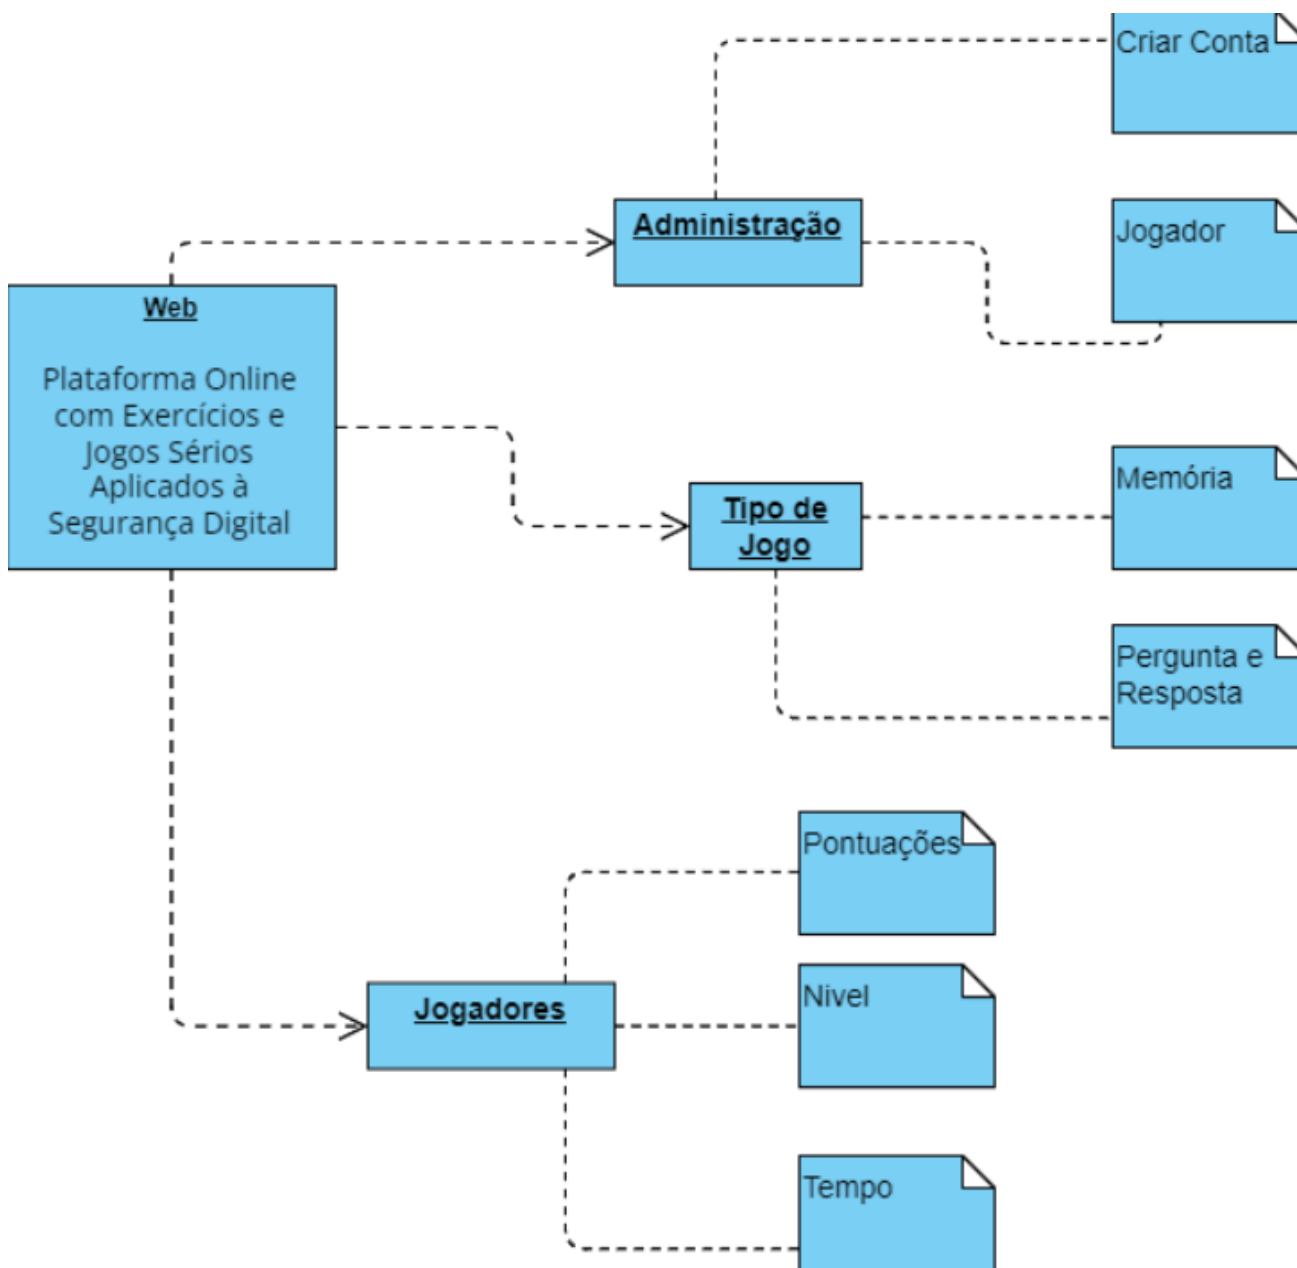 Criar Conta
Administração
Jogador
Web
Plataforma Online
com Exercícios e
Jogos Sérios
Aplicados à
Segurança Digital
Tipo de
Jogo
Memória
Pergunta e
Resposta
Pontuações
Jogadores
Nivel
Tempo